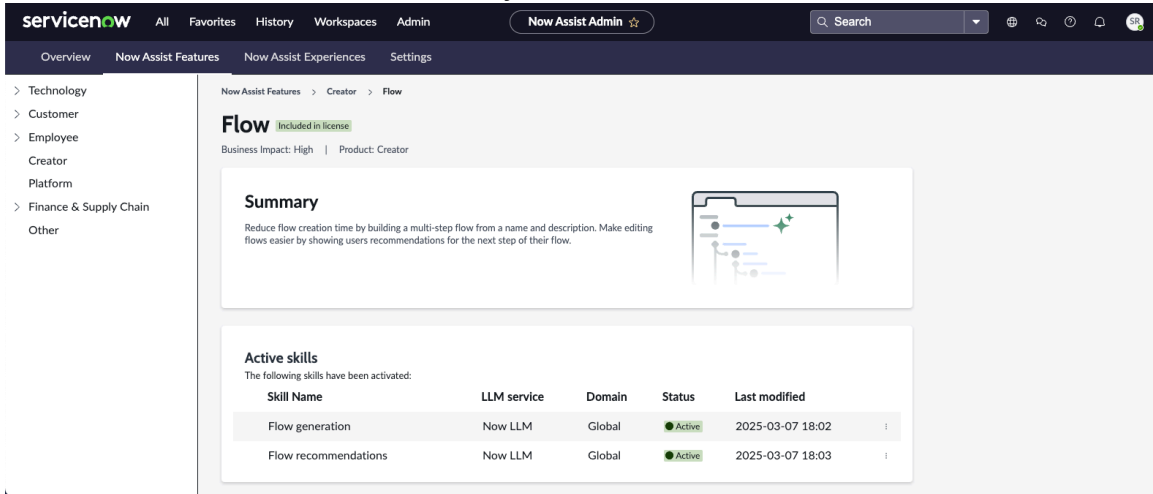 servicenow All Favorites History Workspaces Admin Now Assist Admin Search SR
Overview Now Assist Features Now Assist Experiences Settings
Technology
Customer
Employee
Creator
Platform
Finance & Supply Chain
Other
Now Assist Features > Creator > Flow
Flow Included in license
Business Impact: High | Product: Creator
Summary
Reduce flow creation time by building a multi-step flow from a name and description. Make editing
flows easier by showing users recommendations for the next step of their flow.
Active skills
The following skills have been activated:
Skill Name LLM service Domain Status Last modified
Flow generation Now LLM Global Active 2025-03-07 18:02
Flow recommendations Now LLM Global Active 2025-03-07 18:03